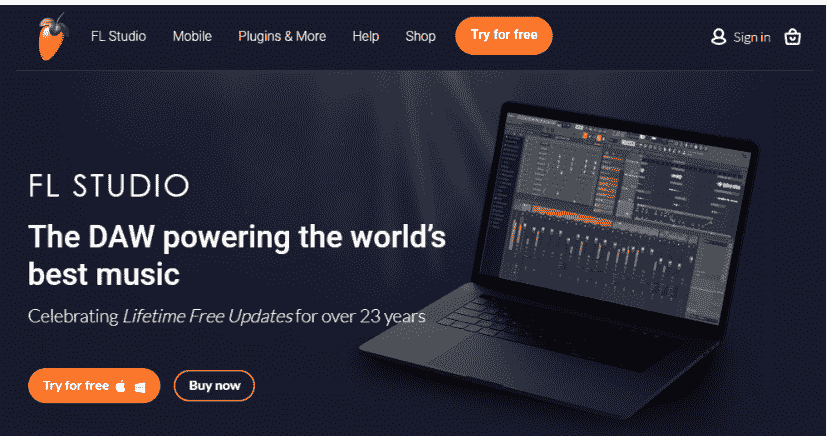 FL Studio Mobile Plugins & More Help Shop Try for free Sign in
FL STUDIO
The DAW powering the world's
best music
Celebrating Lifetime Free Updates for over 23 years
Try for free Buy now